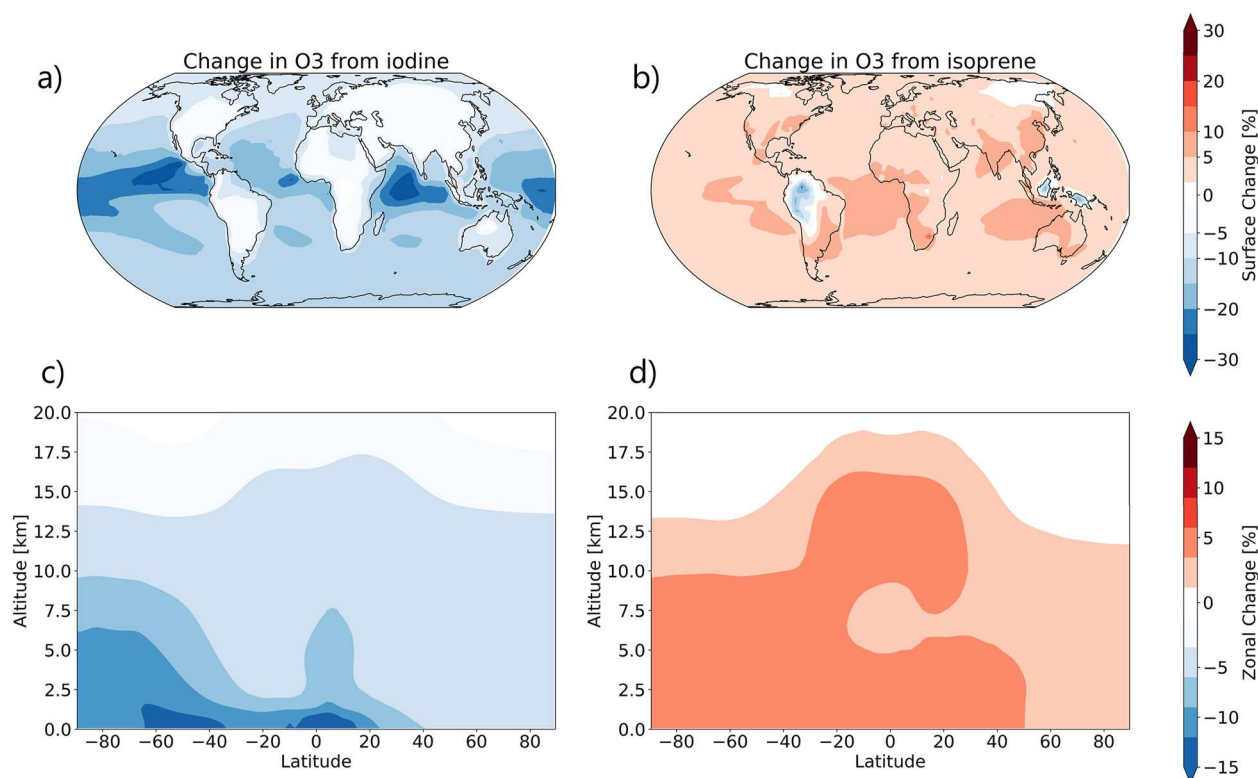 a)
Change in O3 from iodine
b)
Change in O3 from isoprene
30
20
10
5
0
−5
−10
−20
−30
Surface Change [%]
c)
20.0
17.5
15.0
12.5
10.0
7.5
5.0
2.5
0.0
Altitude [km]
−80 −60 −40 −20 0 20 40 60 80
Latitude
d)
20.0
17.5
15.0
12.5
10.0
7.5
5.0
2.5
0.0
Altitude [km]
−80 −60 −40 −20 0 20 40 60 80
Latitude
15
10
5
0
−5
−10
−15
Zonal Change [%]